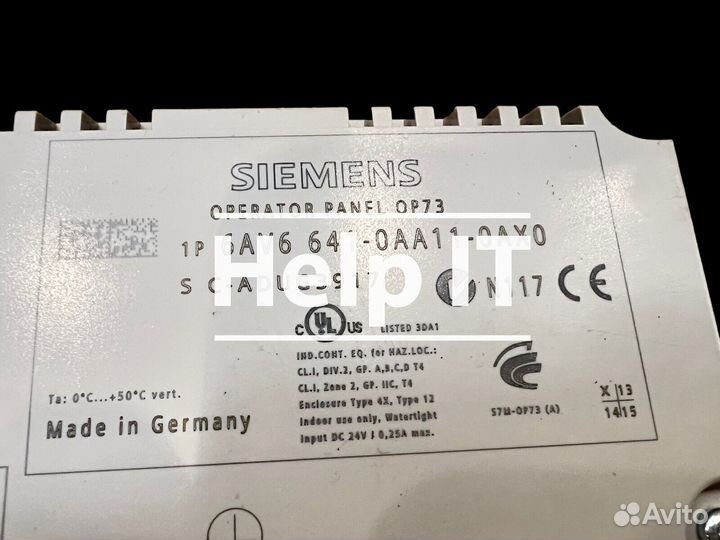 SIEMENS
OPERATOR PANEL OP73
1P 6AV6 641-0AA11-0AX0
Help IT
S C-
N117 CE
C UL US LISTED 3DA1
IND.CONT. EQ. for HAZ.LOC.:
CL.I, DIV.2, GP. A,B,C,D T4
CL.I, Zone 2, GP. IIC, T4
Ta: 0°C...+50°C vert.
Enclosure Type 4X, Type 12
X 13
Made in Germany
Indoor use only, Watertight
S7M-OP73 (A)
14 15
Input DC 24V / 0,25A max.
Avito